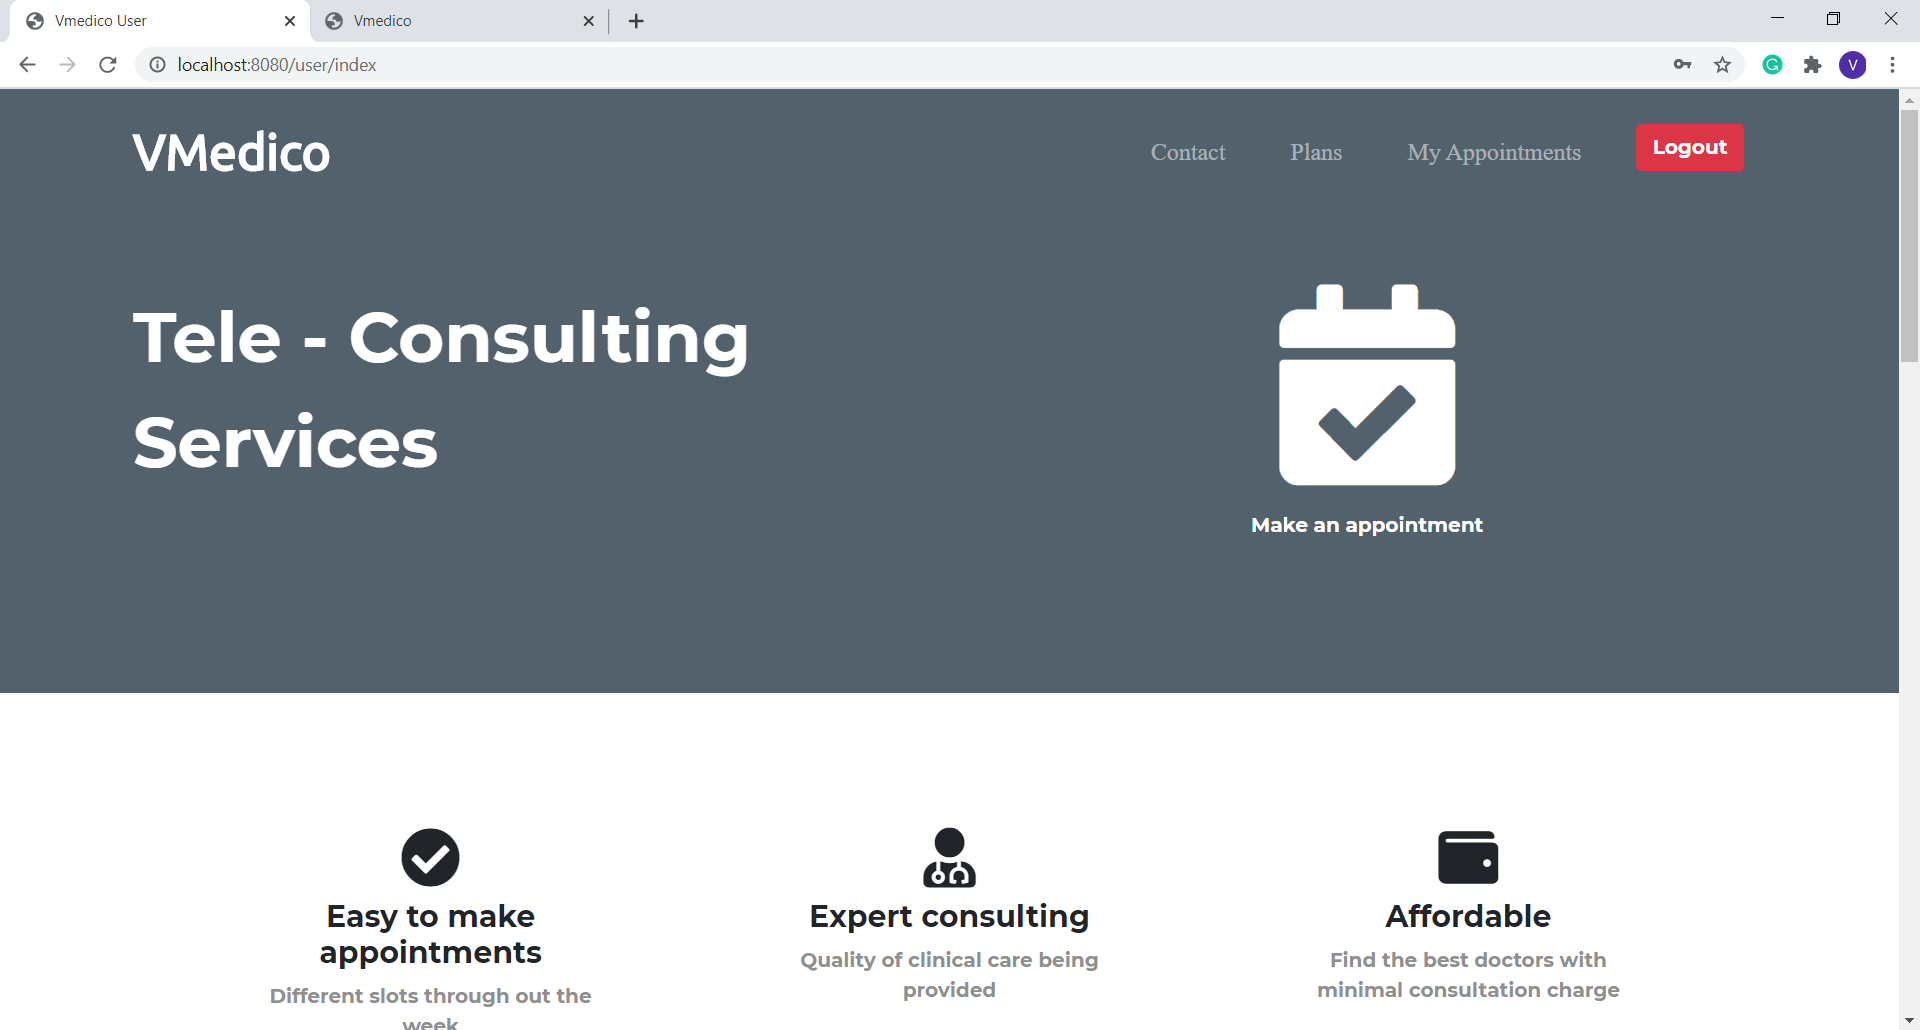 Vmedico User
Vmedico
localhost:8080/user/index
V
VMedico
Contact
Plans
My Appointments
Logout
Tele - Consulting
Services
Make an appointment
Easy to make
appointments
Different slots through out the
week
Expert consulting
Quality of clinical care being
provided
Affordable
Find the best doctors with
minimal consultation charge